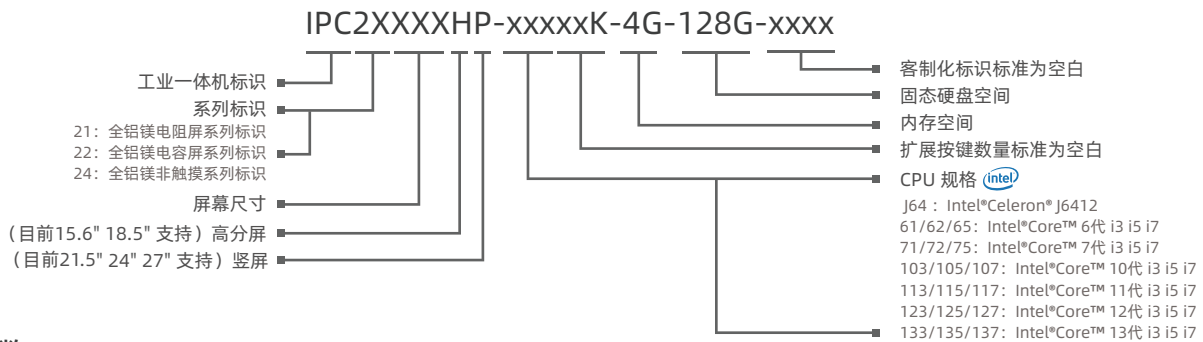 IPC2XXXXHP-xxxxxK-4G-128G-xxxx
工业一体机标识
系列标识
21：全铝镁电阻屏系列标识
22：全铝镁电容屏系列标识
24：全铝镁非触摸系列标识
屏幕尺寸
（目前15.6" 18.5" 支持）高分屏
（目前21.5" 24" 27" 支持）竖屏
客制化标识标准为空白
固态硬盘空间
内存空间
扩展按键数量标准为空白
CPU 规格 intel
J64 ：Intel®Celeron® J6412
61/62/65：Intel®Core™ 6代 i3 i5 i7
71/72/75：Intel®Core™ 7代 i3 i5 i7
103/105/107：Intel®Core™ 10代 i3 i5 i7
113/115/117：Intel®Core™ 11代 i3 i5 i7
123/125/127：Intel®Core™ 12代 i3 i5 i7
133/135/137：Intel®Core™ 13代 i3 i5 i7